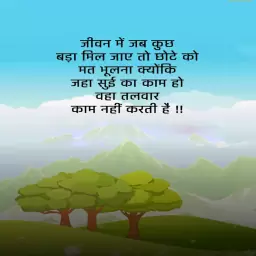 जीवन में जब कुछ
बड़ा मिल जाए तो छोटे को
मत भूलना क्योंकि
जहा सुई का काम हो
वहा तलवार
काम नहीं करती है !!